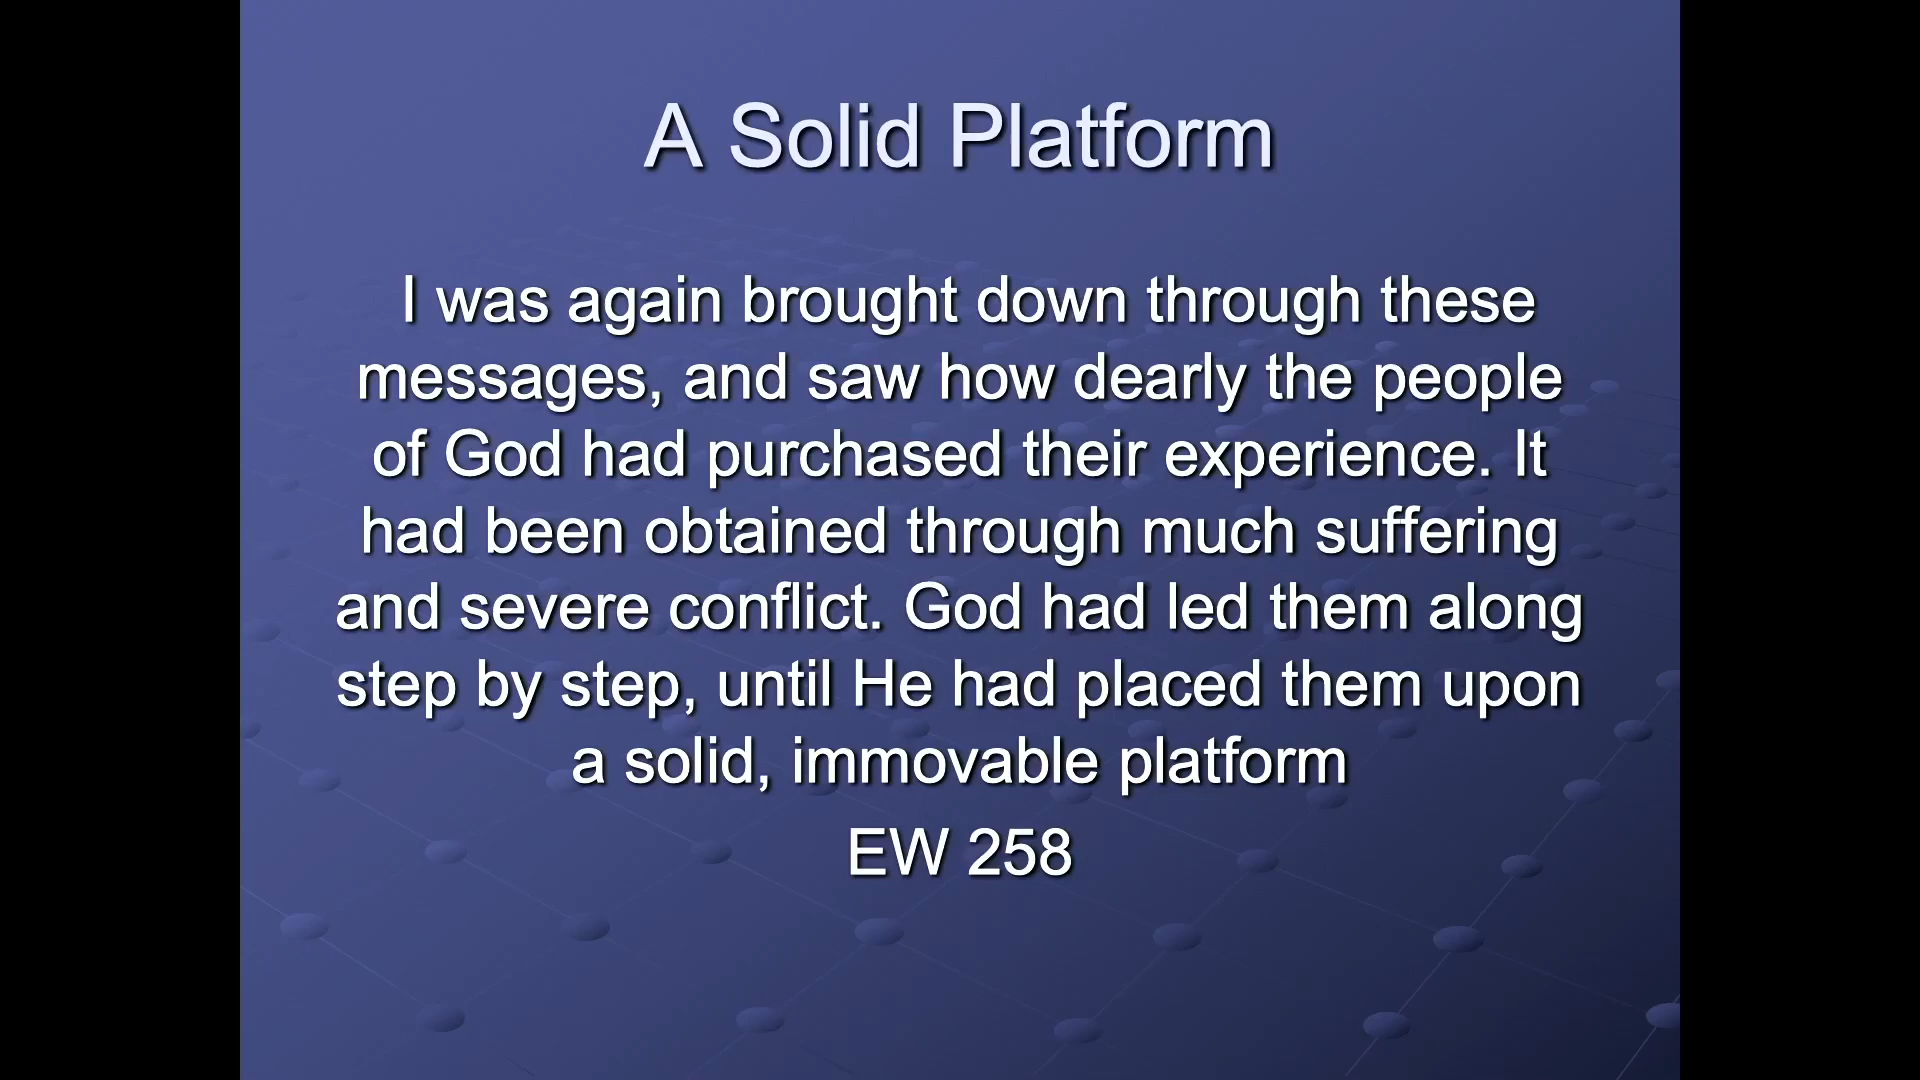 A Solid Platform
I was again brought down through these
messages, and saw how dearly the people
of God had purchased their experience. It
had been obtained through much suffering
and severe conflict. God had led them along
step by step, until He had placed them upon
a solid, immovable platform
EW 258